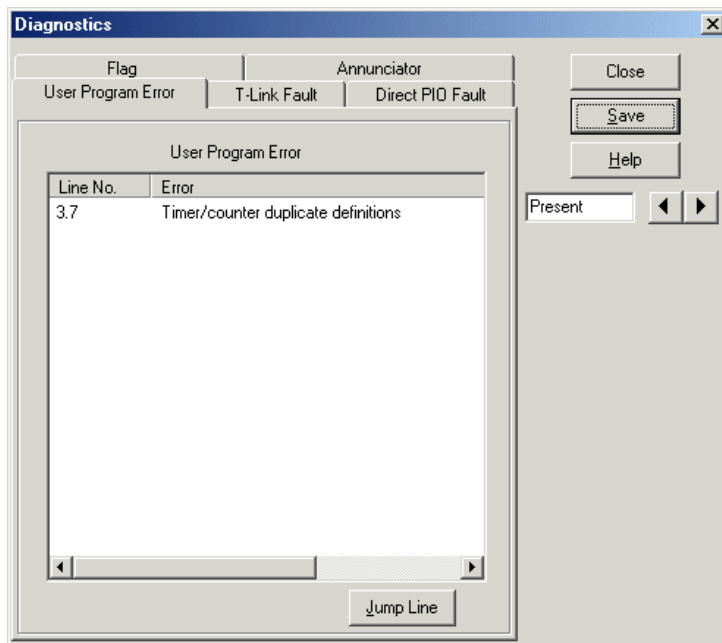 Diagnostics
Flag Annunciator
User Program Error T-Link Fault Direct PIO Fault
User Program Error
Line No. Error
3.7 Timer/counter duplicate definitions
Jump Line
Close
Save
Help
Present